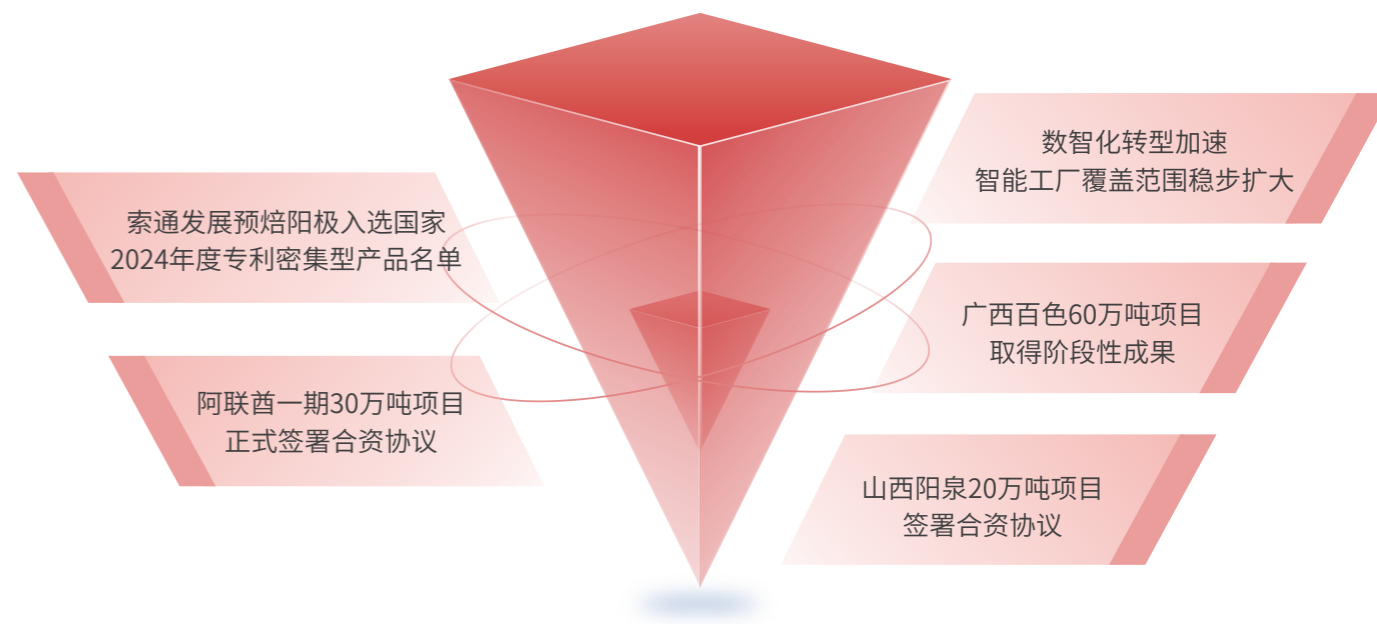 索通发展预焙阳极入选国家
2024年度专利密集型产品名单
阿联酋一期30万吨项目
正式签署合资协议
数智化转型加速
智能工厂覆盖范围稳步扩大
广西百色60万吨项目
取得阶段性成果
山西阳泉20万吨项目
签署合资协议